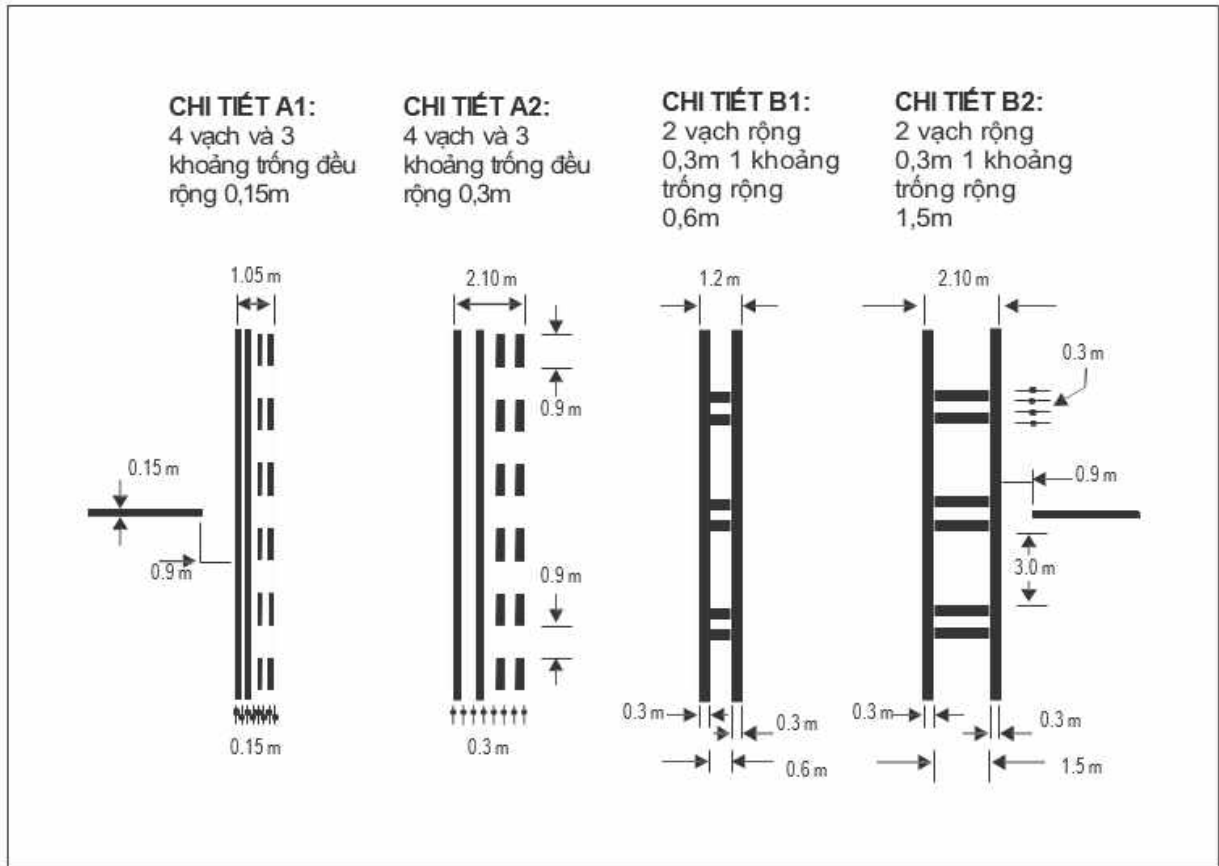 CHI TIẾT A1:
4 vạch và 3
khoảng trống đều
rộng 0,15m
CHI TIẾT A2:
4 vạch và 3
khoảng trống đều
rộng 0,3m
CHI TIẾT B1:
2 vạch rộng
0,3m 1 khoảng
trống rộng
0,6m
CHI TIẾT B2:
2 vạch rộng
0,3m 1 khoảng
trống rộng
1,5m
1.05 m
2.10 m
1.2 m
2.10 m
0.3 m
0.9 m
0.15 m
0.9 m
0.9 m
0.9 m
3.0 m
0.3 m
0.3 m
0.3 m
0.3 m
0.15 m
0.3 m
0.6 m
1.5 m